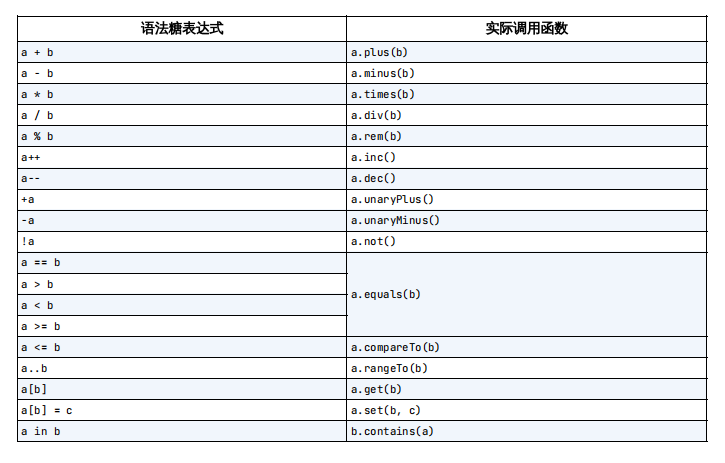 语法糖表达式 实际调用函数
a + b a.plus(b)
a - b a.minus(b)
a * b a.times(b)
a / b a.div(b)
a % b a.rem(b)
a++ a.inc()
a-- a.dec()
+a a.unaryPlus()
-a a.unaryMinus()
!a a.not()
a == b
a > b
a.equals(b)
a < b
a >= b
a <= b a.compareTo(b)
a..b a.rangeTo(b)
a[b] a.get(b)
a[b] = c a.set(b, c)
a in b b.contains(a)